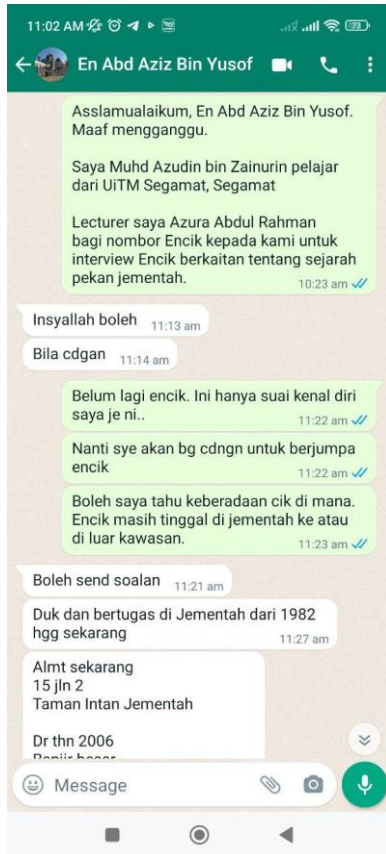 11:02 AM
73
En Abd Aziz Bin Yusof
Asslamualaikum, En Abd Aziz Bin Yusof.
Maaf mengganggu.
Saya Muhd Azudin bin Zainurin pelajar
dari UiTM Segamat, Segamat
Lecturer saya Azura Abdul Rahman
bagi nombor Encik kepada kami untuk
interview Encik berkaitan tentang sejarah
pekan jementah.
10:23 am
Insyallah boleh 11:13 am
Bila cdgan 11:14 am
Belum lagi encik. Ini hanya suai kenal diri
saya je ni..
11:22 am
Nanti sye akan bg cdngn untuk berjumpa
encik
11:22 am
Boleh saya tahu keberadaan cik di mana.
Encik masih tinggal di jementah ke atau
di luar kawasan.
11:23 am
Boleh send soalan 11:21 am
Duk dan bertugas di Jementah dari 1982
hgg sekarang
11:27 am
Almt sekarang
15 jln 2
Taman Intan Jementah
Dr thn 2006
Banjir besar
Message